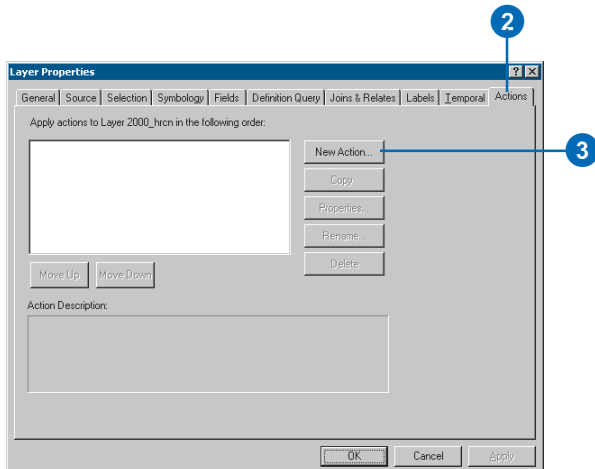 2
Layer Properties
? X
General Source Selection Symbology Fields Definition Query Joins & Relates Labels Temporal Actions
Apply actions to Layer 2000_hrcn in the following order:
New Action...
3
Copy
Properties...
Rename...
Delete
Move Up Move Down
Action Description:
OK Cancel Apply